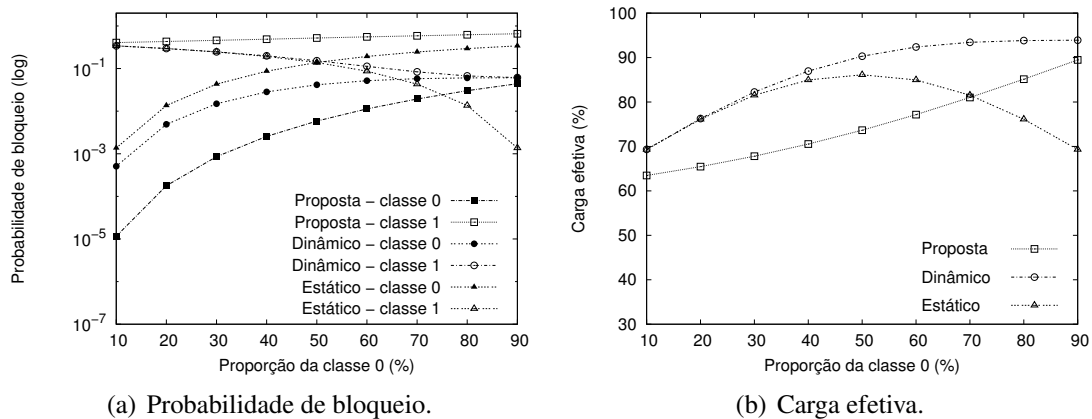 Probabilidade de bloqueio (log)
10⁻¹
10⁻³
10⁻⁵
10⁻⁷
Proposta − classe 0
Proposta − classe 1
Dinâmico − classe 0
Dinâmico − classe 1
Estático − classe 0
Estático − classe 1
10 20 30 40 50 60 70 80 90
Proporção da classe 0 (%)
(a) Probabilidade de bloqueio.
Carga efetiva (%)
100
90
80
70
60
50
40
30
Proposta
Dinâmico
Estático
10 20 30 40 50 60 70 80 90
Proporção da classe 0 (%)
(b) Carga efetiva.